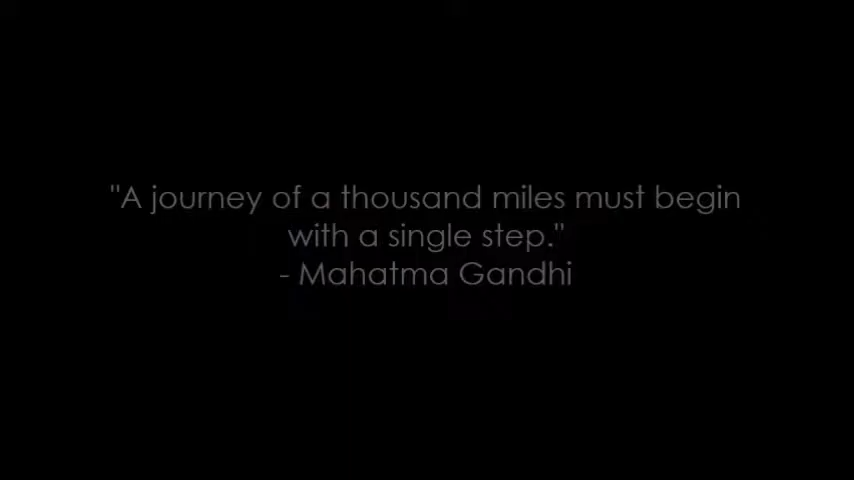 "A journey of a thousand miles must begin
with a single step."
- Mahatma Gandhi